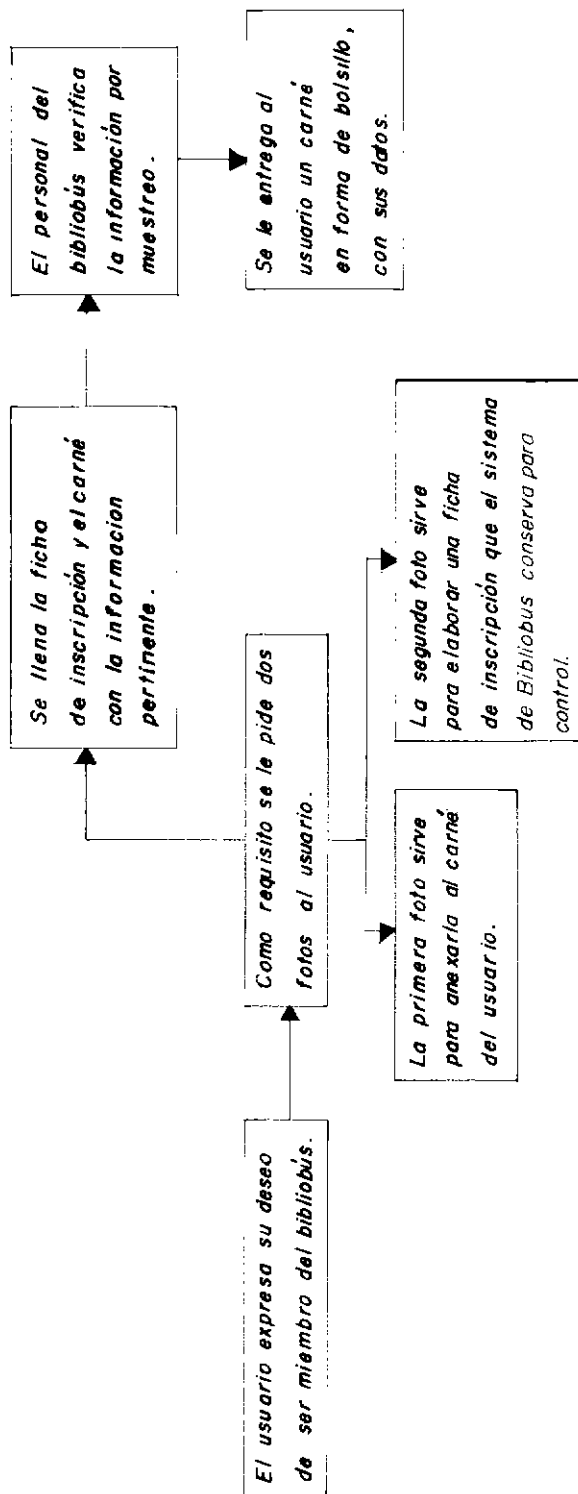 El usuario expresa su deseo
de ser miembro del bibliobús.
Como requisito se le pide dos
fotos al usuario.
La primera foto sirve
para anexarla al carné
del usuario.
La segunda foto sirve
para elaborar una ficha
de inscripción que el sistema
de Bibliobus conserva para
control.
Se llena la ficha
de inscripción y el carné
con la informacion
pertinente.
El personal del
bibliobús verifica
la información por
muestreo.
Se le entrega al
usuario un carné
en forma de bolsillo,
con sus datos.